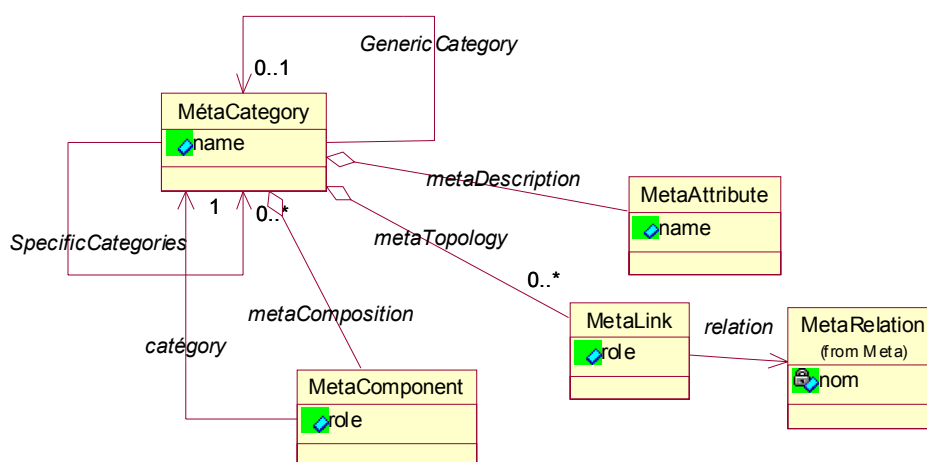 GenericCategory
0..1
MétaCategory
name
metaDescription
MetaAttribute
name
1
0..*
SpecificCategories
metaTopology
0..*
metaComposition
MetaLink
role
relation
MetaRelation
(from Meta)
nom
catégory
MetaComponent
role